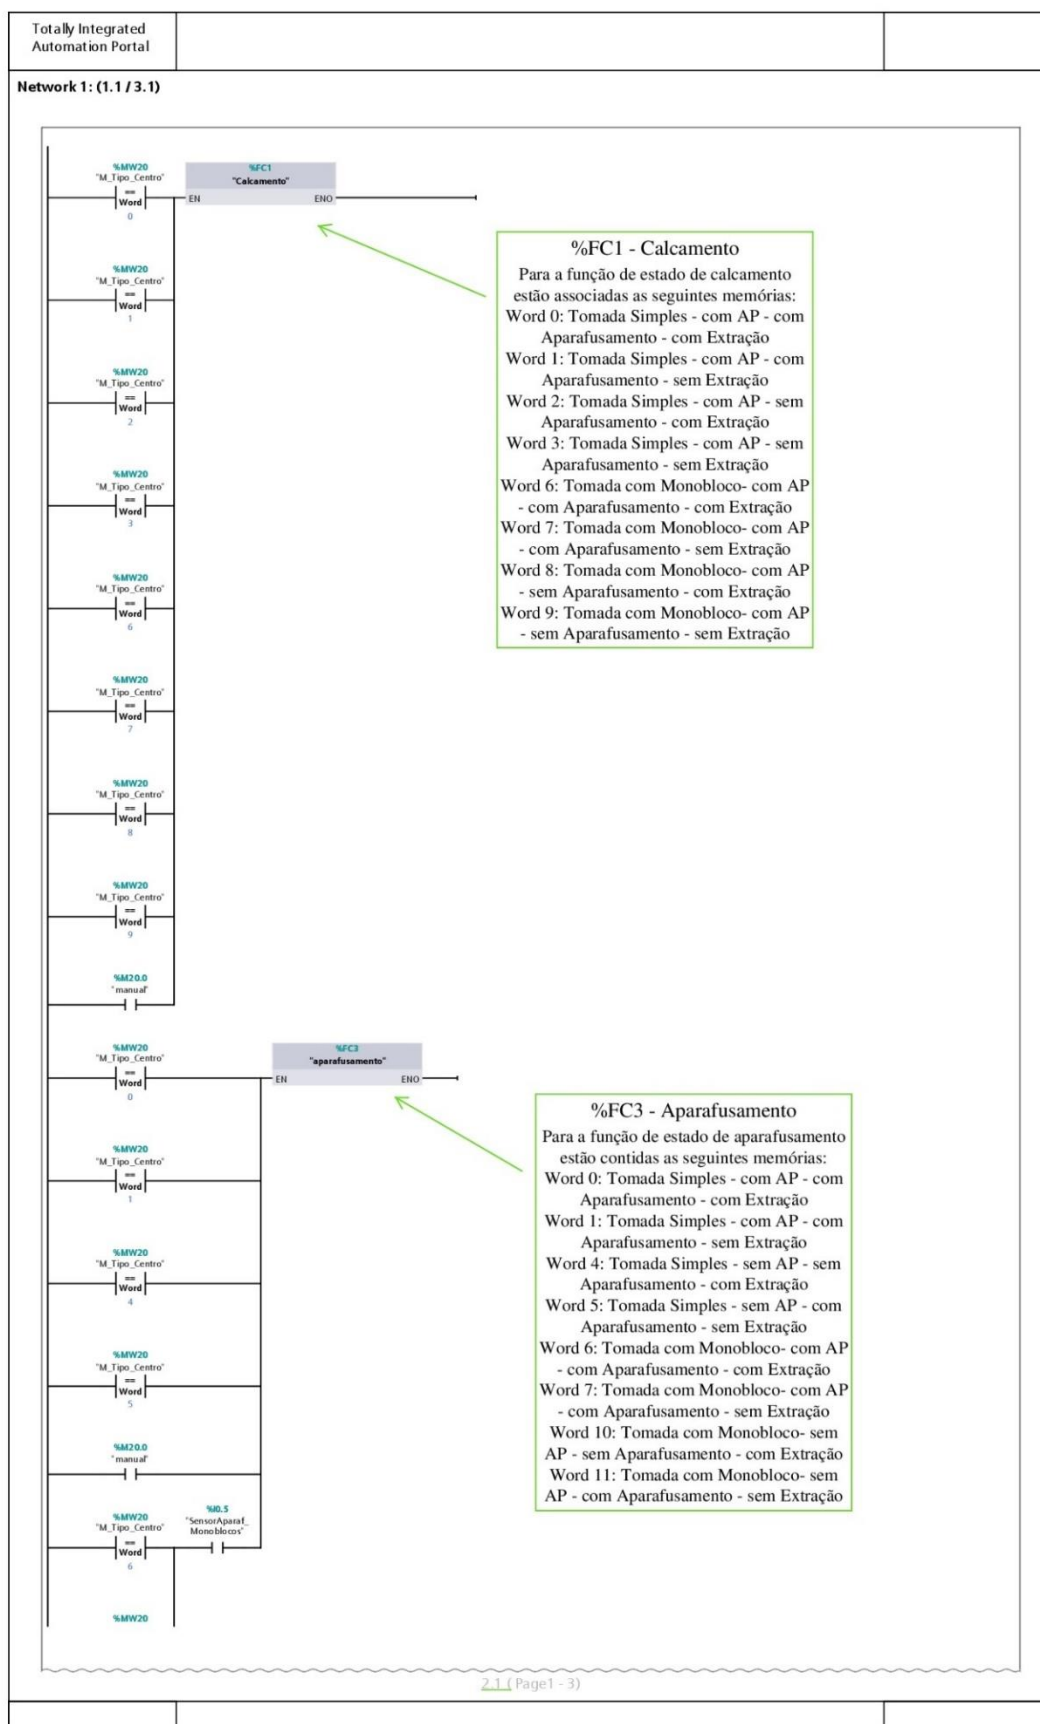 Totally Integrated
Automation Portal
Network 1: (1.1 / 3.1)
%MW20
"M_Tipo_Centro"
==
Word
0
%FC1
"Calcamento"
EN
ENO
%MW20
"M_Tipo_Centro"
==
Word
1
%MW20
"M_Tipo_Centro"
==
Word
2
%MW20
"M_Tipo_Centro"
==
Word
3
%MW20
"M_Tipo_Centro"
==
Word
6
%MW20
"M_Tipo_Centro"
==
Word
7
%MW20
"M_Tipo_Centro"
==
Word
8
%MW20
"M_Tipo_Centro"
==
Word
9
%M20.0
"manual"
%FC1 - Calcamento
Para a função de estado de calcamento
estão associadas as seguintes memórias:
Word 0: Tomada Simples - com AP - com
Aparafusamento - com Extração
Word 1: Tomada Simples - com AP - com
Aparafusamento - sem Extração
Word 2: Tomada Simples - com AP - sem
Aparafusamento - com Extração
Word 3: Tomada Simples - com AP - sem
Aparafusamento - sem Extração
Word 6: Tomada com Monobloco- com AP
- com Aparafusamento - com Extração
Word 7: Tomada com Monobloco- com AP
- com Aparafusamento - sem Extração
Word 8: Tomada com Monobloco- com AP
- sem Aparafusamento - com Extração
Word 9: Tomada com Monobloco- com AP
- sem Aparafusamento - sem Extração
%MW20
"M_Tipo_Centro"
==
Word
0
%FC3
"aparafusamento"
EN
ENO
%MW20
"M_Tipo_Centro"
==
Word
1
%MW20
"M_Tipo_Centro"
==
Word
4
%MW20
"M_Tipo_Centro"
==
Word
5
%M20.0
"manual"
%MW20
"M_Tipo_Centro"
==
Word
6
%I0.5
"SensorAparaf_
Monoblocos"
%MW20
%FC3 - Aparafusamento
Para a função de estado de aparafusamento
estão contidas as seguintes memórias:
Word 0: Tomada Simples - com AP - com
Aparafusamento - com Extração
Word 1: Tomada Simples - com AP - com
Aparafusamento - sem Extração
Word 4: Tomada Simples - sem AP - sem
Aparafusamento - com Extração
Word 5: Tomada Simples - sem AP - com
Aparafusamento - sem Extração
Word 6: Tomada com Monobloco- com AP
- com Aparafusamento - com Extração
Word 7: Tomada com Monobloco- com AP
- com Aparafusamento - sem Extração
Word 10: Tomada com Monobloco- sem
AP - sem Aparafusamento - com Extração
Word 11: Tomada com Monobloco- sem
AP - com Aparafusamento - sem Extração
2.1 ( Page1 - 3)